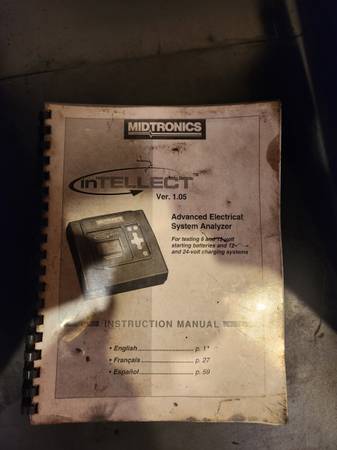 MIDTRONICS
inTELLECT
Ver. 1.05
Advanced Electrical
System Analyzer
For testing 6 and 12-volt
starting batteries and 12-
and 24-volt charging systems
INSTRUCTION MANUAL
• English ........................ p. 1
• Français ..................... p. 27
• Español ...................... p. 59